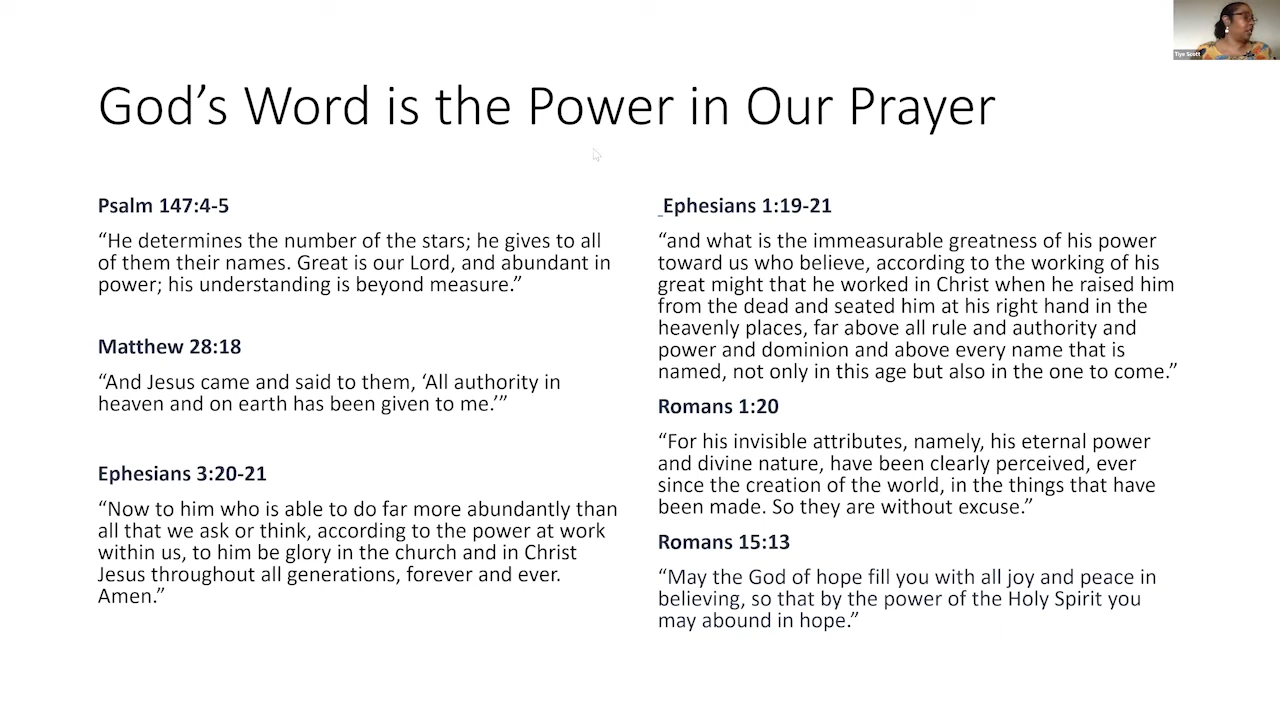 God’s Word is the Power in Our Prayer
Tiye Scott
Psalm 147:4-5
“He determines the number of the stars; he gives to all
of them their names. Great is our Lord, and abundant in
power; his understanding is beyond measure.”
Matthew 28:18
“And Jesus came and said to them, ‘All authority in
heaven and on earth has been given to me.’”
Ephesians 3:20-21
“Now to him who is able to do far more abundantly than
all that we ask or think, according to the power at work
within us, to him be glory in the church and in Christ
Jesus throughout all generations, forever and ever.
Amen.”
Ephesians 1:19-21
“and what is the immeasurable greatness of his power
toward us who believe, according to the working of his
great might that he worked in Christ when he raised him
from the dead and seated him at his right hand in the
heavenly places, far above all rule and authority and
power and dominion and above every name that is
named, not only in this age but also in the one to come.”
Romans 1:20
“For his invisible attributes, namely, his eternal power
and divine nature, have been clearly perceived, ever
since the creation of the world, in the things that have
been made. So they are without excuse.”
Romans 15:13
“May the God of hope fill you with all joy and peace in
believing, so that by the power of the Holy Spirit you
may abound in hope.”